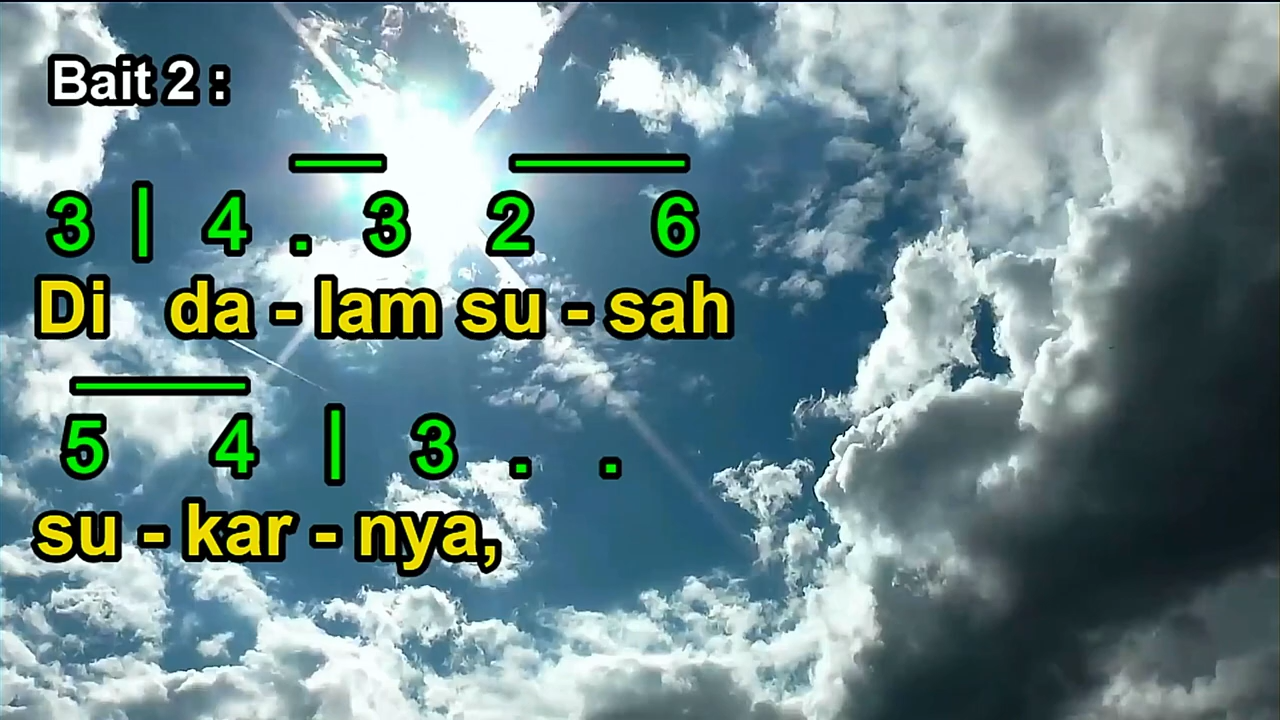 Bait 2 :
3 | 4 . 3 2 6
Di da - lam su - sah
5 4 | 3 . .
su - kar - nya,